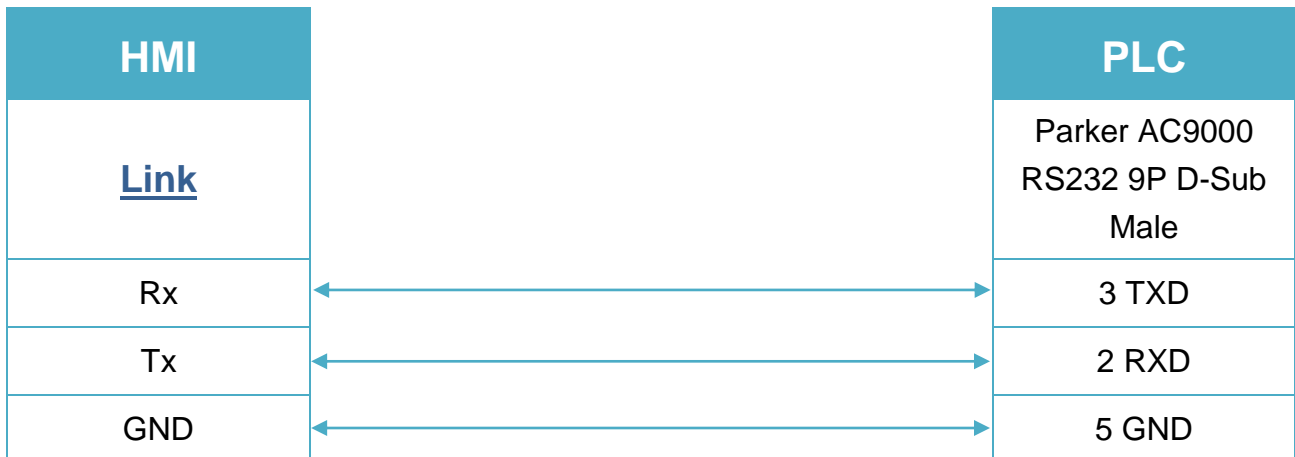 HMI
PLC
Link
Parker AC9000
RS232 9P D-Sub
Male
Rx
3 TXD
Tx
2 RXD
GND
5 GND